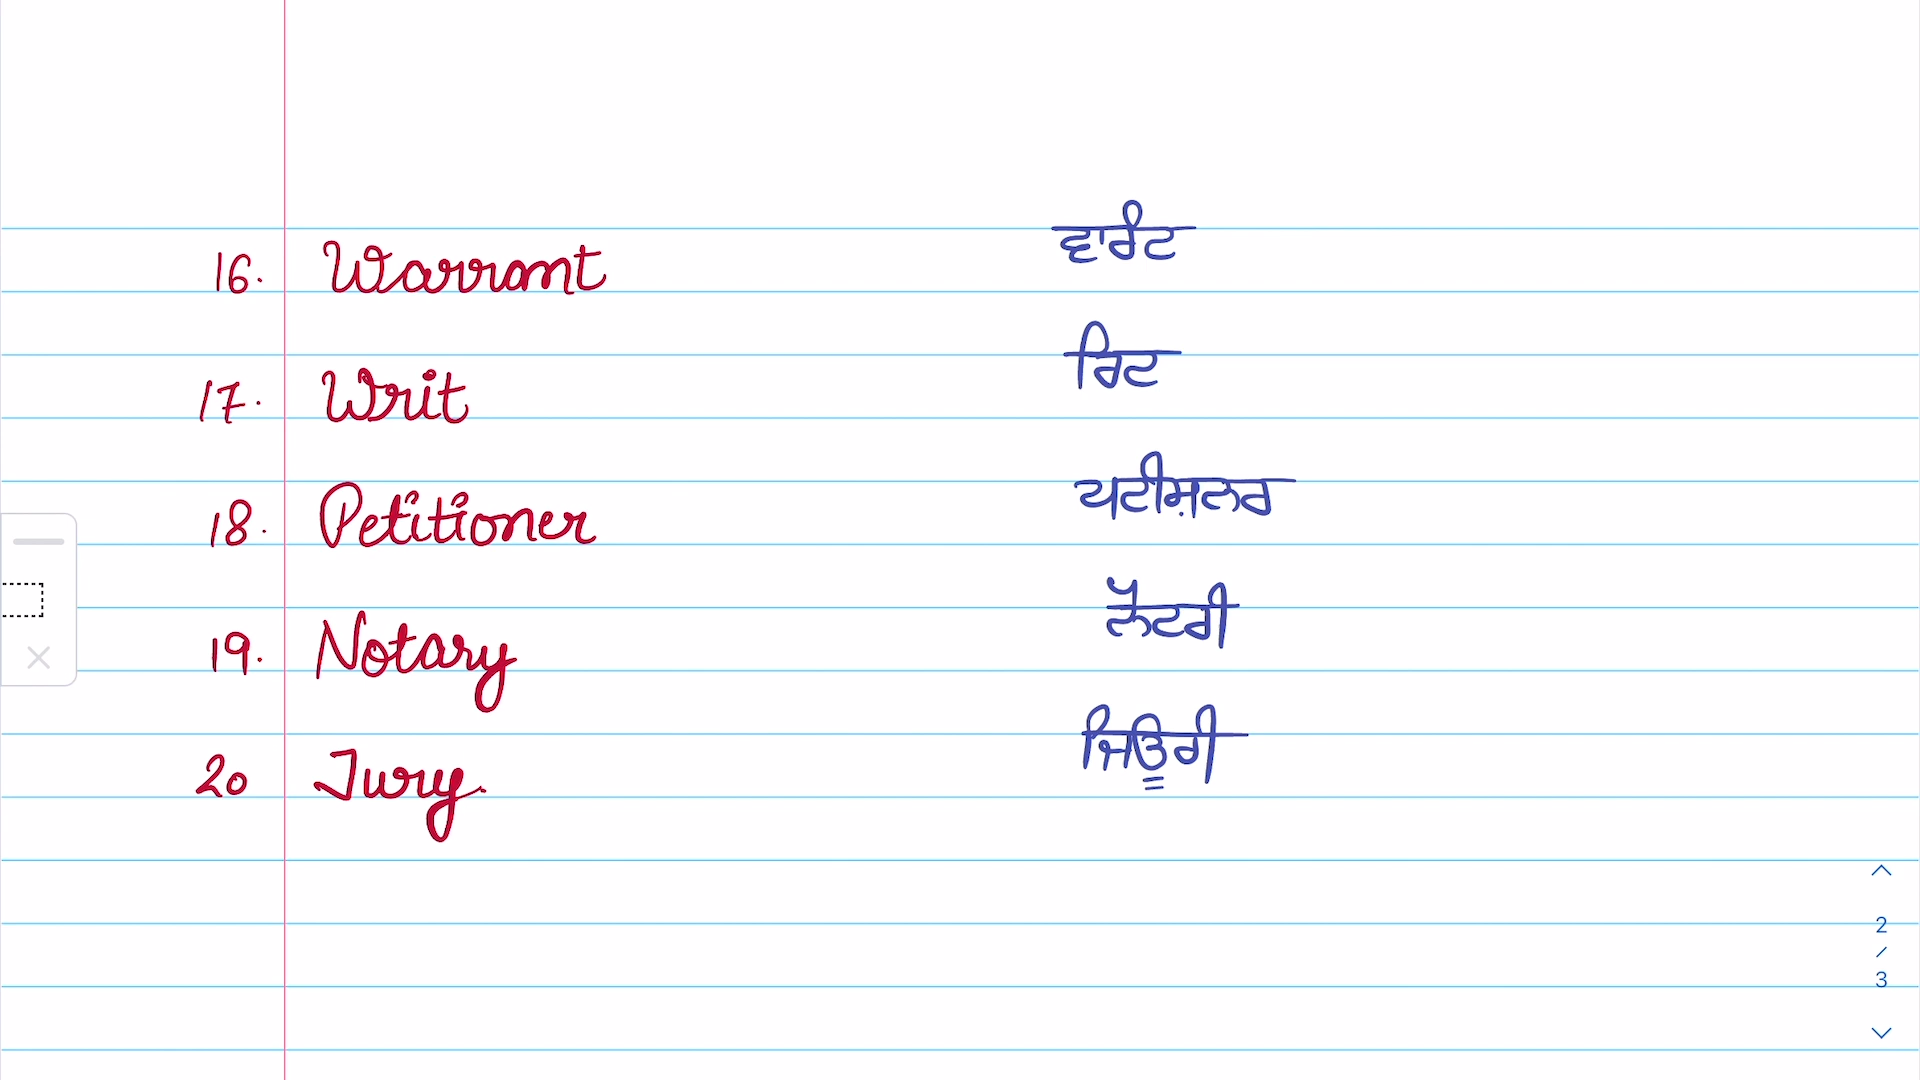 16. Warrant ਵਾਰੰਟ
17. Writ ਰਿਟ
18. Petitioner ਪਟੀਸ਼ਨਰ
19. Notary ਨੋਟਰੀ
20 Jury. ਜਿਊਰੀ
2
/
3